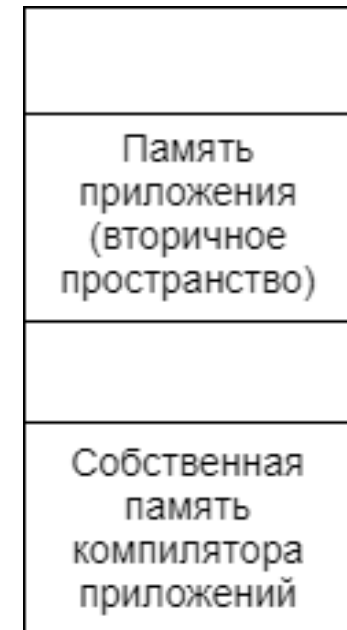 Память
приложения
(вторичное
пространство)
Собственная
память
компилятора
приложений